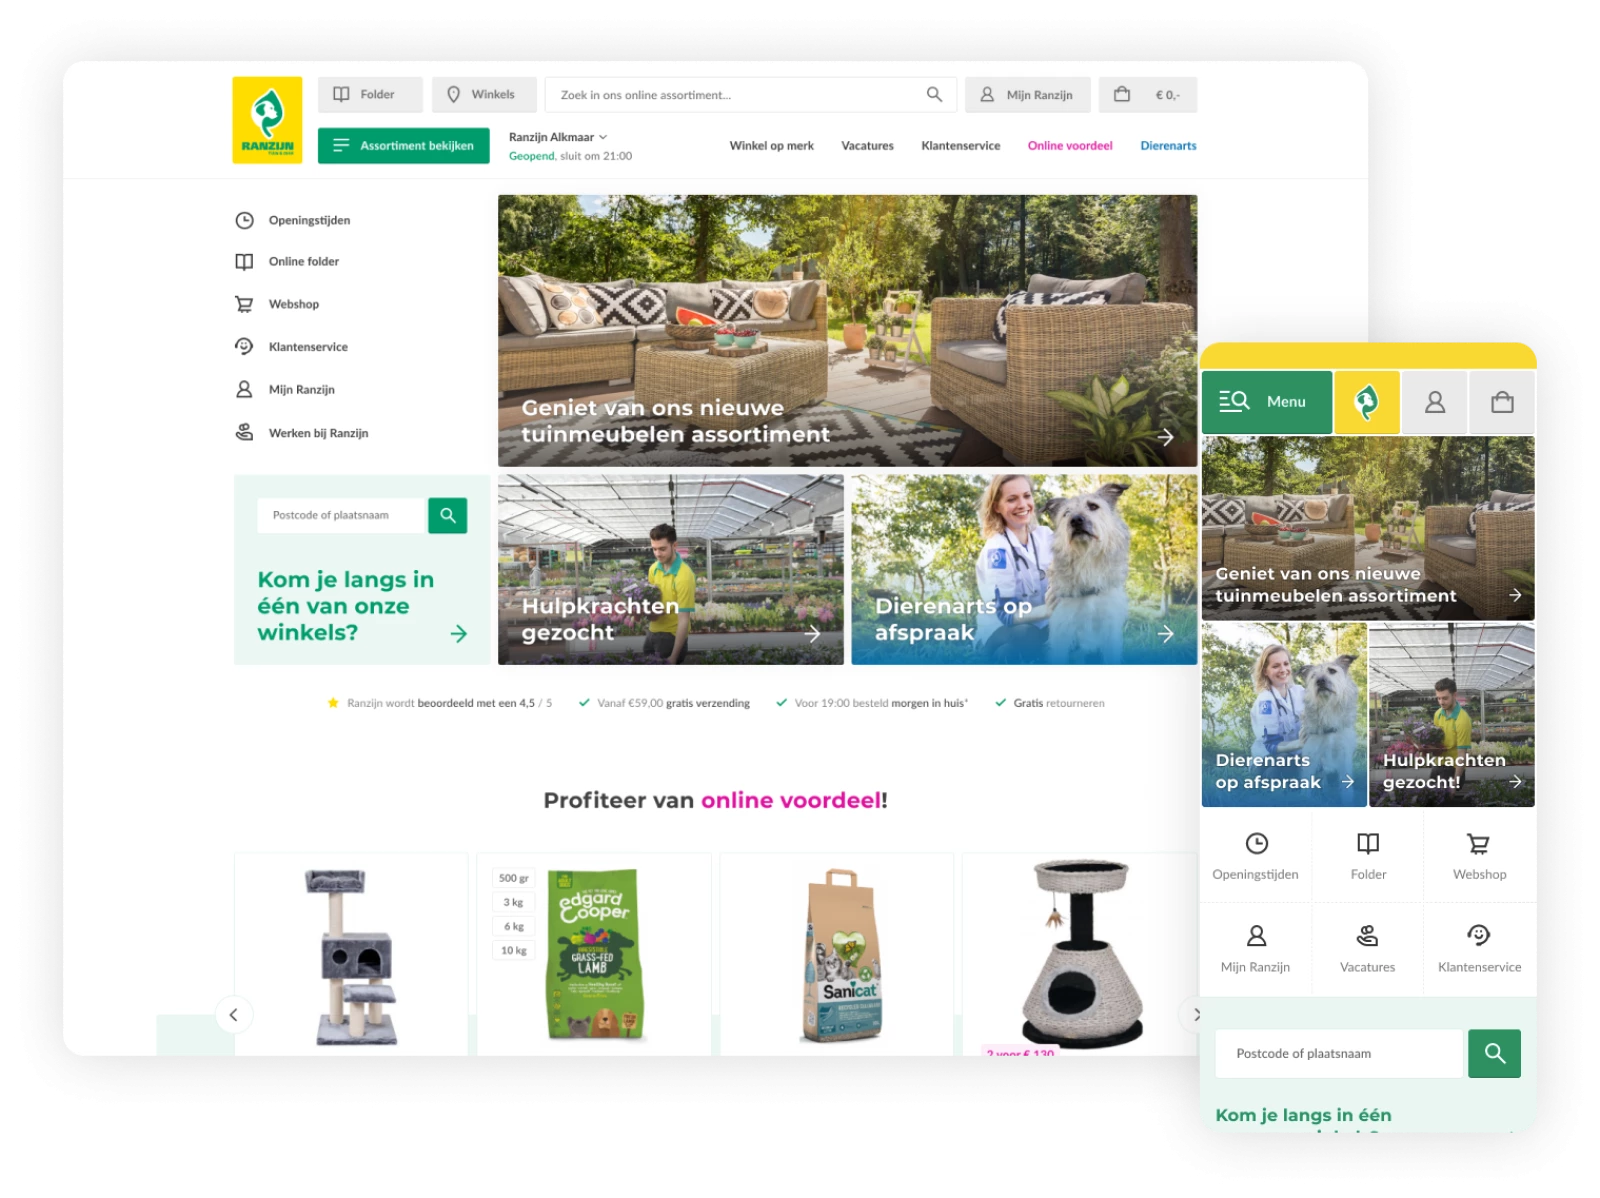 RANZIJN
Folder
Winkels
Zoek in ons online assortiment...
Mijn Ranzijn
€ 0,-
Assortiment bekijken
Ranzijn Alkmaar
Geopend, sluit om 21:00
Winkel op merk
Vacatures
Klantenservice
Online voordeel
Dierenarts
Openingstijden
Online folder
Webshop
Klantenservice
Mijn Ranzijn
Werken bij Ranzijn
Geniet van ons nieuwe
tuinmeubelen assortiment
Postcode of plaatsnaam
Kom je langs in
één van onze
winkels?
Hulpkrachten
gezocht
Dierenarts op
afspraak
Ranzijn wordt beoordeeld met een 4,5 / 5
Vanaf €59,00 gratis verzending
Voor 19:00 besteld morgen in huis*
Gratis retourneren
Profiteer van online voordeel!
500 gr
3 kg
6 kg
10 kg
edgard
Cooper
GRASS-FED
LAMB
Sanicat
2 voor € 130
Menu
Geniet van ons nieuwe
tuinmeubelen assortiment
Dierenarts
op afspraak
Hulpkrachten
gezocht!
Openingstijden
Folder
Webshop
Mijn Ranzijn
Vacatures
Klantenservice
Postcode of plaatsnaam
Kom je langs in één